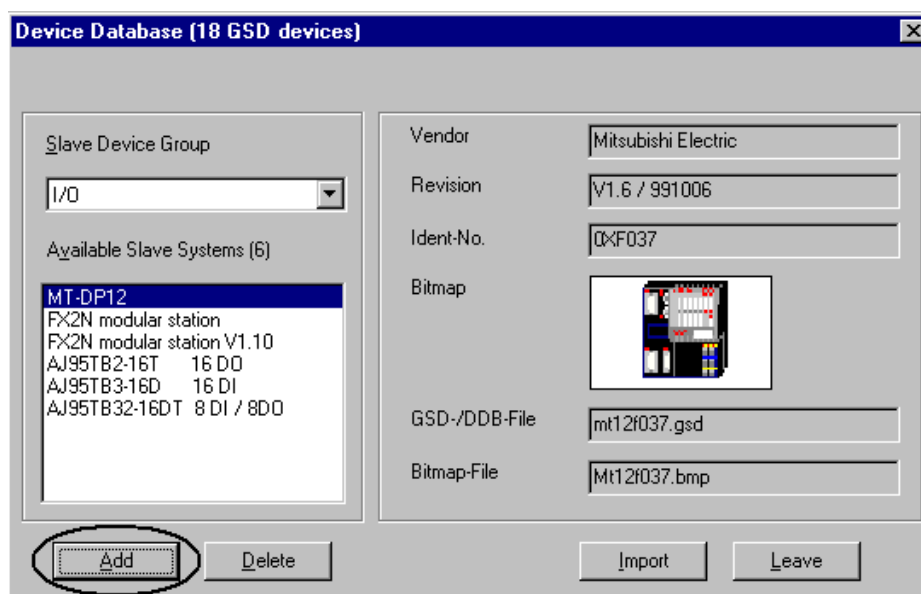 Device Database (18 GSD devices)
Slave Device Group
I/O
Available Slave Systems (6)
MT-DP12
FX2N modular station
FX2N modular station V1.10
AJ95TB2-16T 16 DO
AJ95TB3-16D 16 DI
AJ95TB32-16DT 8 DI / 8DO
Vendor
Mitsubishi Electric
Revision
V1.6 / 991006
Ident-No.
0XF037
Bitmap
GSD-/DDB-File
mt12f037.gsd
Bitmap-File
Mt12f037.bmp
Add
Delete
Import
Leave